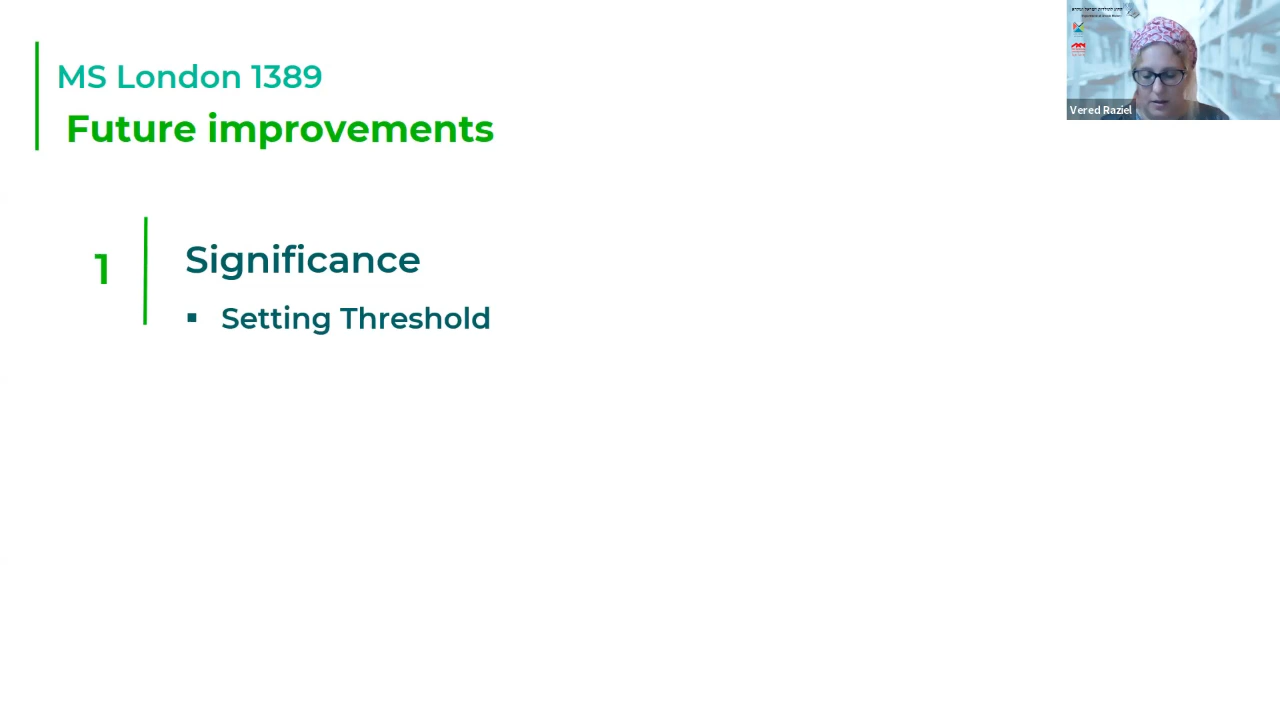 MS London 1389
Future improvements
1
Significance
▪ Setting Threshold
Vered Raziel